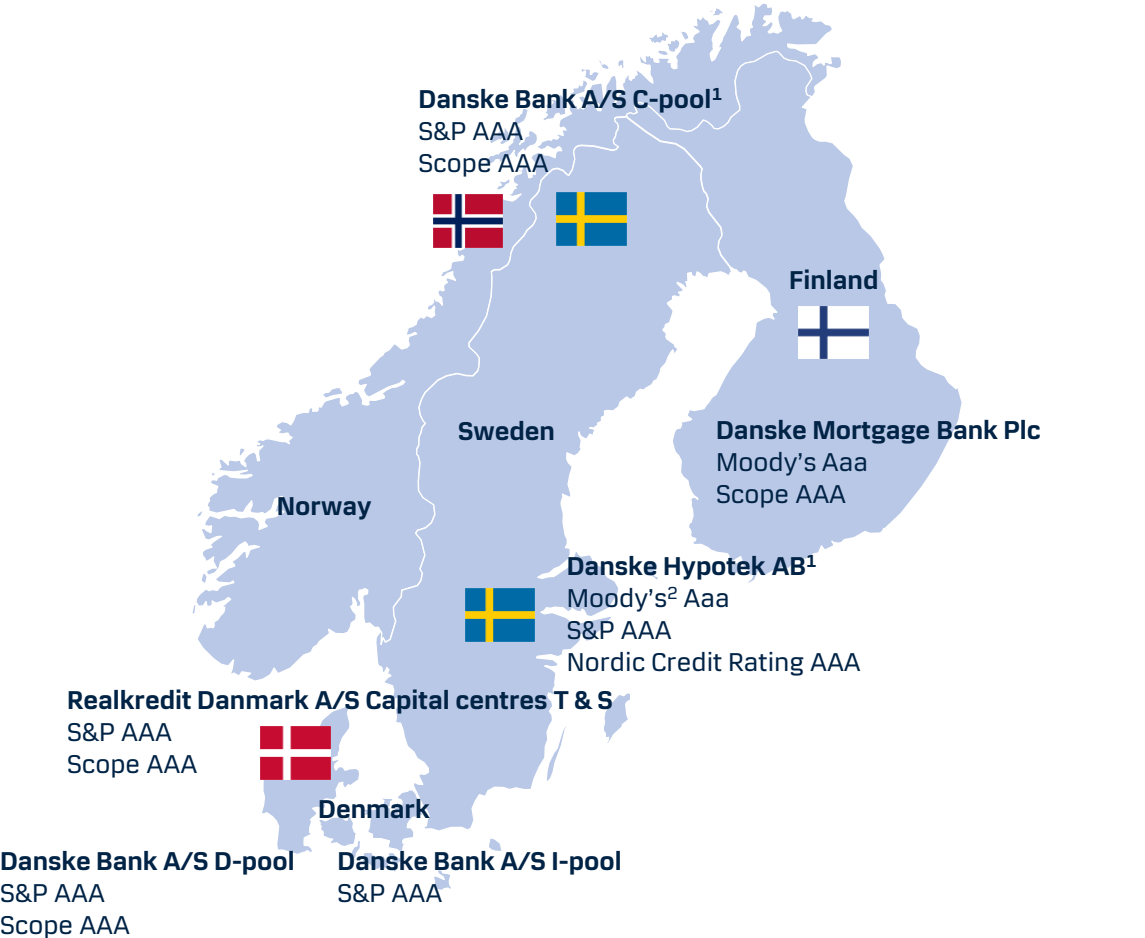 Danske Bank A/S C-pool¹
S&P AAA
Scope AAA
Finland
Sweden
Danske Mortgage Bank Plc
Moody's Aaa
Scope AAA
Norway
Danske Hypotek AB¹
Moody's² Aaa
S&P AAA
Nordic Credit Rating AAA
Realkredit Danmark A/S Capital centres T & S
S&P AAA
Scope AAA
Denmark
Danske Bank A/S D-pool
S&P AAA
Scope AAA
Danske Bank A/S I-pool
S&P AAA